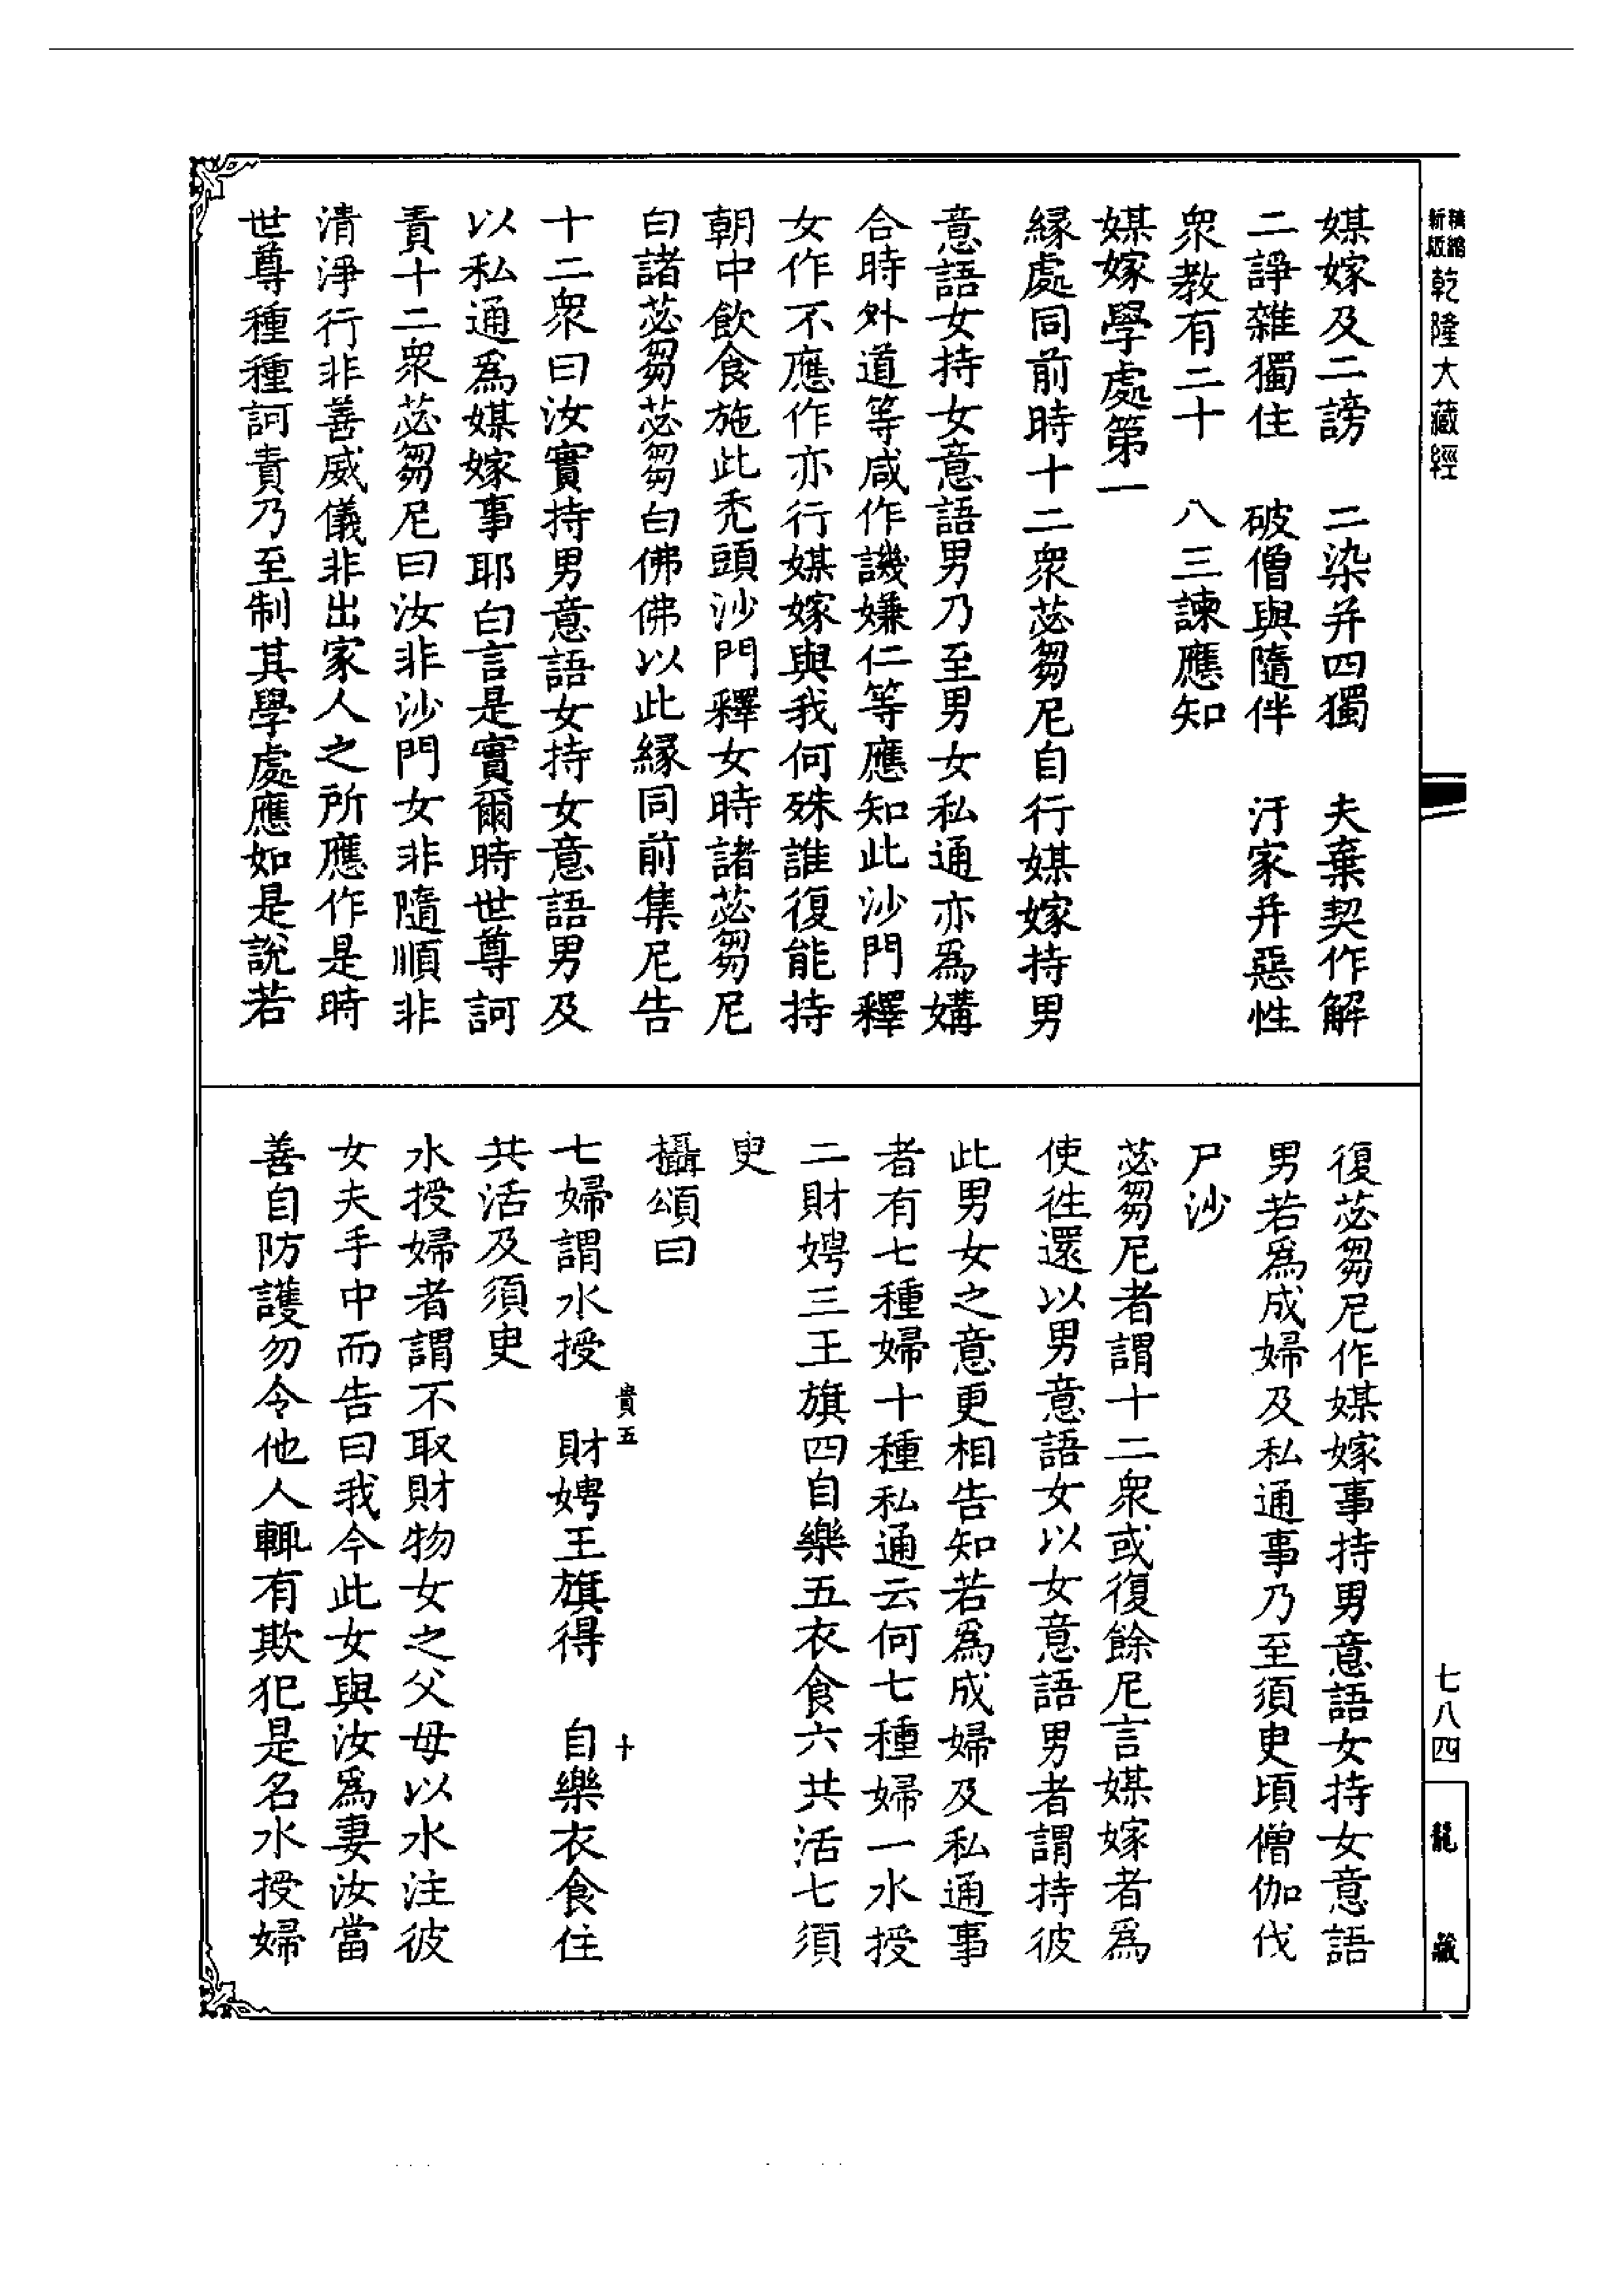 精縮新版乾隆大藏經
媒嫁及二謗　二染并四獨　夫棄契作解
二諍雜獨住　破僧與隨伴　汙家并惡性
衆教有二十　八三諫應知
媒嫁學處第一
緣處同前時十二衆苾芻尼自行媒嫁持男
意語女持女意語男乃至男女私通亦爲媾
合時外道等咸作譏嫌仁等應知此沙門釋
女作不應作亦行媒嫁與我何殊誰復能持
朝中飲食施此禿頭沙門釋女時諸苾芻尼
白諸苾芻苾芻白佛佛以此緣同前集尼告
十二衆曰汝實持男意語女持女意語男及
以私通爲媒嫁事耶白言是實爾時世尊訶
責十二衆苾芻尼曰汝非沙門女非隨順非
清淨行非善威儀非出家人之所應作是時
世尊種種訶責乃至制其學處應如是說若
復苾芻尼作媒嫁事持男意語女持女意語
男若爲成婦及私通事乃至須臾頃僧伽伐
尸沙
苾芻尼者謂十二衆或復餘尼言媒嫁者爲
使往還以男意語女以女意語男者謂持彼
此男女之意更相告知若爲成婦及私通事
者有七種婦十種私通云何七種婦一水授
二財娉三王旗四自樂五衣食六共活七須
臾
攝頌曰
七婦謂水授　財娉王旗得　自樂衣食住
共活及須臾
水授婦者謂不取財物女之父母以水注彼
女夫手中而告曰我今此女與汝爲妻汝當
善自防護勿令他人輒有欺犯是名水授婦
貴五　十
七八四
龍藏